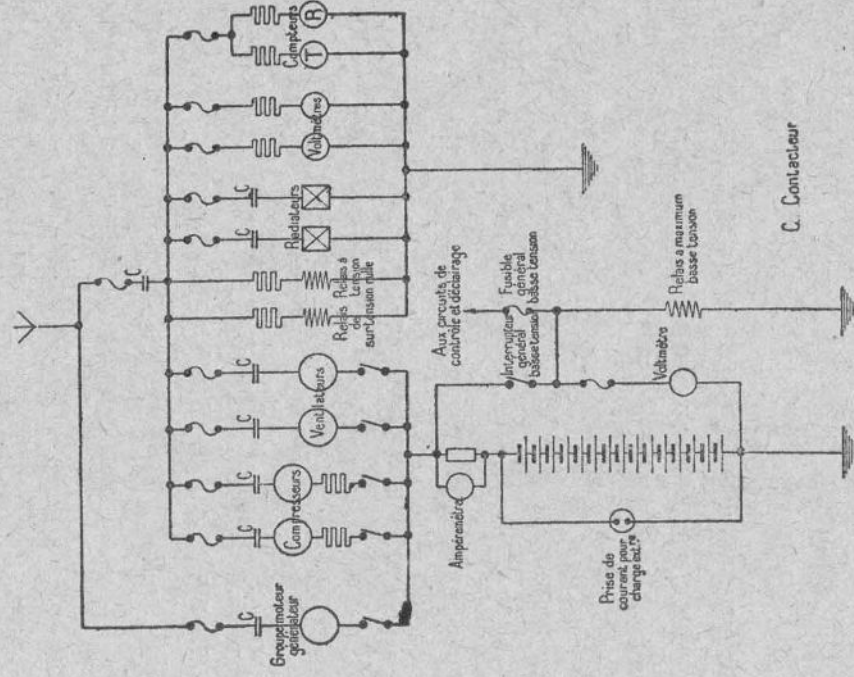 R
Compteurs
T
Voltmètres
C
C
Radiateurs
C
Relais à
tension
nulle
Relais
de
surtension
C
C
Ventilateurs
C
C
Compresseurs
C
Groupe moteur
générateur
Aux circuits de
contrôle et déclairage
Interrupteur
général
basse tension
Fusible
général
basse tension
Relais a maximum
basse tension
Voltmètre
Ampéremètre
Prise de
courant pour
charge extre
C. Contacteur